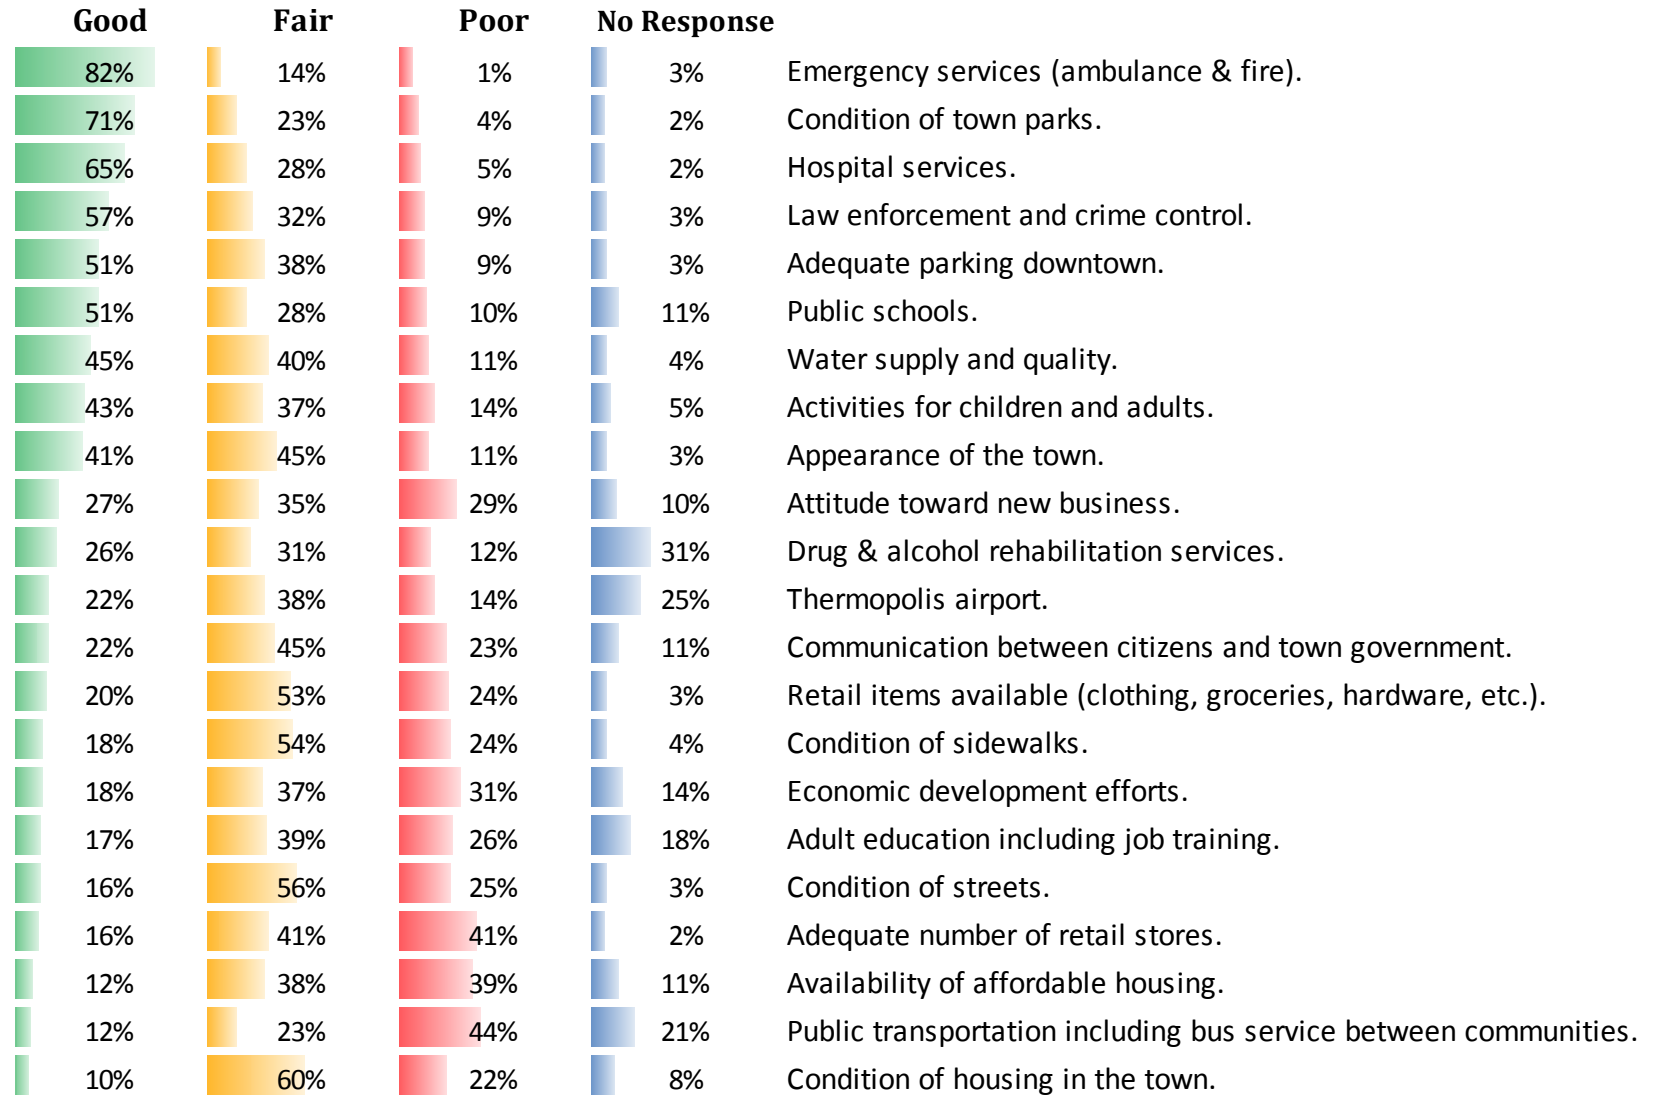 Good Fair Poor No Response
82% 14% 1% 3% Emergency services (ambulance & fire).
71% 23% 4% 2% Condition of town parks.
65% 28% 5% 2% Hospital services.
57% 32% 9% 3% Law enforcement and crime control.
51% 38% 9% 3% Adequate parking downtown.
51% 28% 10% 11% Public schools.
45% 40% 11% 4% Water supply and quality.
43% 37% 14% 5% Activities for children and adults.
41% 45% 11% 3% Appearance of the town.
27% 35% 29% 10% Attitude toward new business.
26% 31% 12% 31% Drug & alcohol rehabilitation services.
22% 38% 14% 25% Thermopolis airport.
22% 45% 23% 11% Communication between citizens and town government.
20% 53% 24% 3% Retail items available (clothing, groceries, hardware, etc.).
18% 54% 24% 4% Condition of sidewalks.
18% 37% 31% 14% Economic development efforts.
17% 39% 26% 18% Adult education including job training.
16% 56% 25% 3% Condition of streets.
16% 41% 41% 2% Adequate number of retail stores.
12% 38% 39% 11% Availability of affordable housing.
12% 23% 44% 21% Public transportation including bus service between communities.
10% 60% 22% 8% Condition of housing in the town.